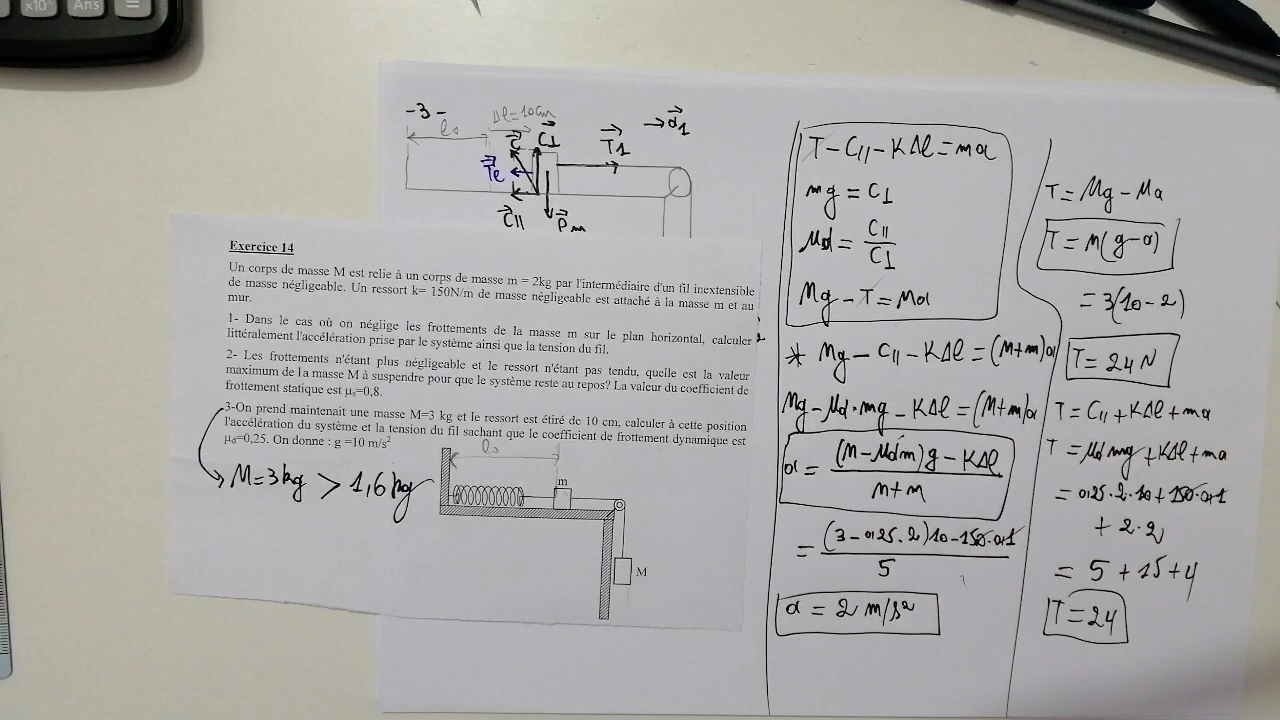 ×10ˣ Ans =
-3-
Δl=10cm
l₀
C⃗ C⃗⊥
T⃗1
→ a⃗1
T⃗e
C⃗||
P⃗m
Exercice 14
Un corps de masse M est relie à un corps de masse m = 2kg par l'intermédiaire d'un fil inextensible
de masse négligeable. Un ressort k= 150N/m de masse négligeable est attaché à la masse m et au
mur.
1- Dans le cas où on néglige les frottements de la masse m sur le plan horizontal, calculer
littéralement l'accélération prise par le système ainsi que la tension du fil.
2- Les frottements n'étant plus négligeable et le ressort n'étant pas tendu, quelle est la valeur
maximum de la masse M à suspendre pour que le système reste au repos? La valeur du coefficient de
frottement statique est μs=0,8.
3-On prend maintenait une masse M=3 kg et le ressort est étiré de 10 cm, calculer à cette position
l'accélération du système et la tension du fil sachant que le coefficient de frottement dynamique est
μd=0,25. On donne : g =10 m/s²
M=3kg > 1,6kg
l₀
m
M
T-C||-KΔl=ma
mg = C⊥
μd = C|| / C⊥
Mg-T=Ma
* Mg-C||-KΔl=(M+m)a
Mg-μd·mg-KΔl=(M+m)a
a = (M-μdm)g-KΔl / M+m
= (3-0,25.2)10-150.0,1 / 5
a = 2 m/s²
T= Mg-Ma
T=M(g-a)
= 3(10-2)
T= 24 N
T= C||+KΔl+ma
T= μd mg+KΔl+ma
= 0,25.2.10+150.0,1
+ 2.2
= 5+15+4
T=24